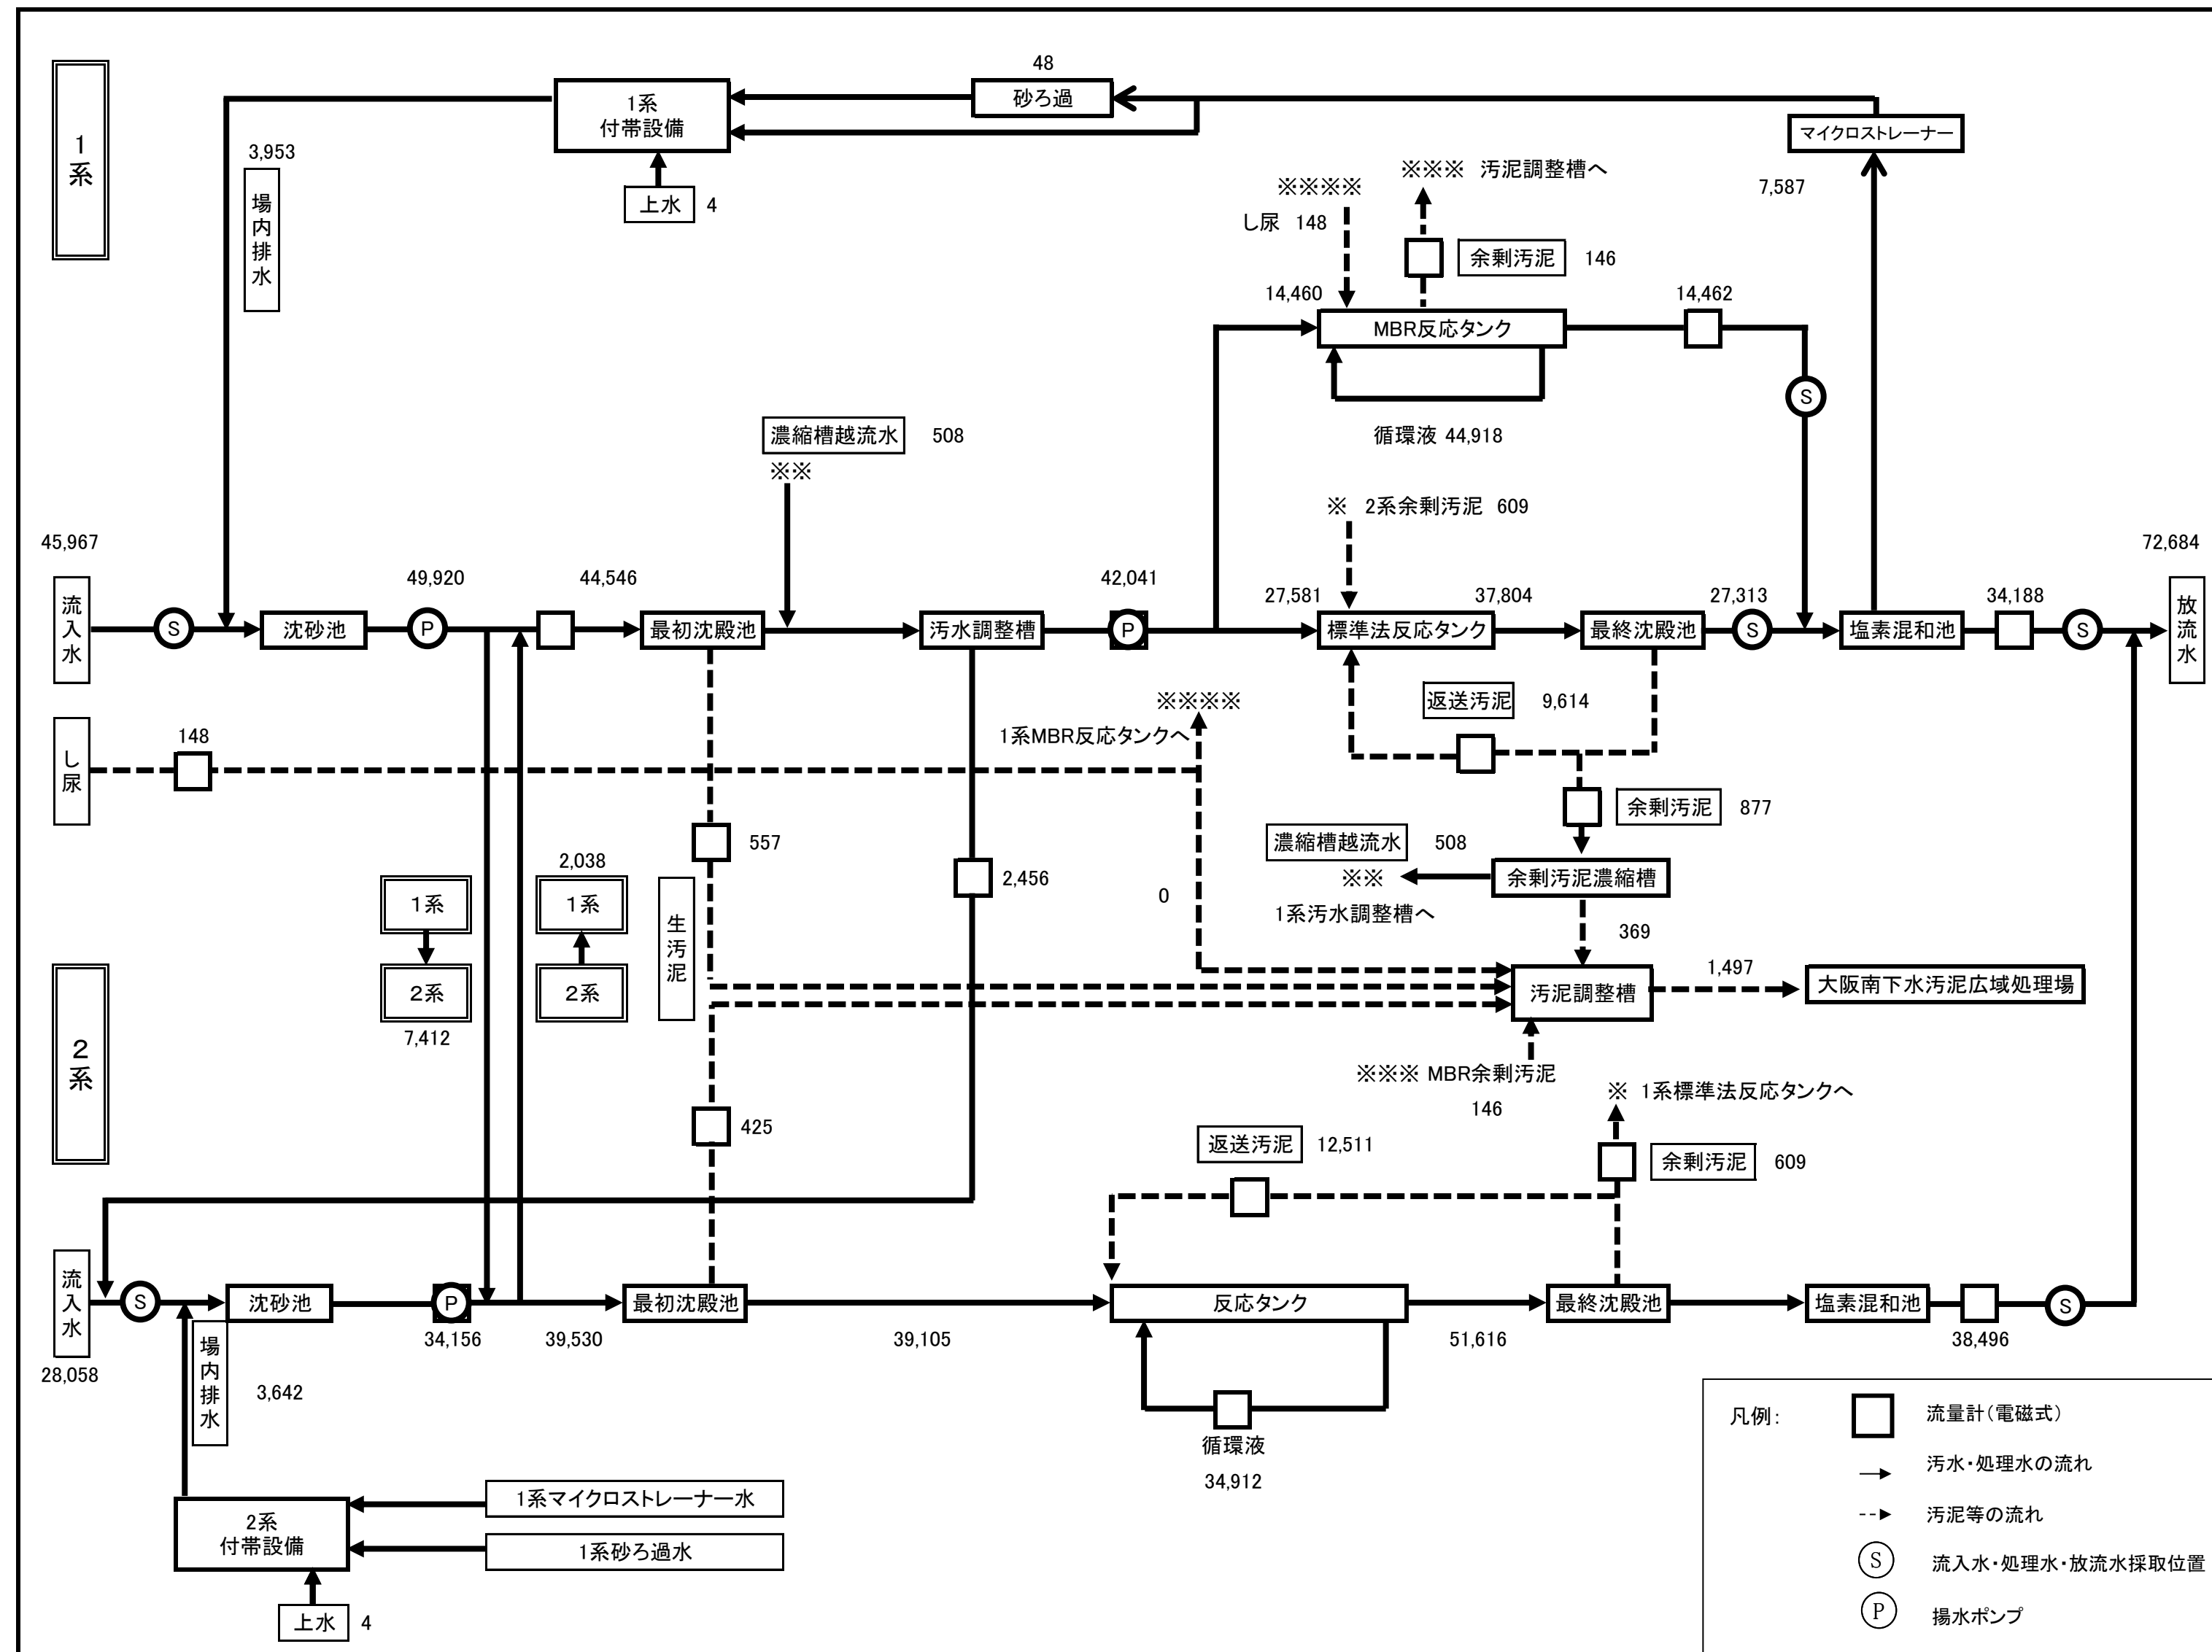 1系
48
砂ろ過
1系
付帯設備
マイクロストレーナー
3,953
場内排水
上水 4
7,587
※※※※
し尿 148
※※※ 汚泥調整槽へ
余剰汚泥 146
14,460
14,462
MBR反応タンク
循環液 44,918
濃縮槽越流水 508
※※
※ 2系余剰汚泥 609
45,967
流入水
S
沈砂池
49,920
P
44,546
最初沈殿池
汚水調整槽
42,041
P
27,581
標準法反応タンク
37,804
最終沈殿池
27,313
S
S
塩素混和池
34,188
S
72,684
放流水
返送汚泥 9,614
※※※※
1系MBR反応タンクへ
し尿
148
余剰汚泥 877
557
濃縮槽越流水 508
余剰汚泥濃縮槽
※※
1系汚水調整槽へ
2,456
0
369
1系
2系
7,412
2,038
1系
2系
生汚泥
汚泥調整槽
1,497
大阪南下水汚泥広域処理場
※※※ MBR余剰汚泥
146
2系
425
※ 1系標準法反応タンクへ
返送汚泥 12,511
余剰汚泥 609
流入水
28,058
S
沈砂池
P
34,156
39,530
最初沈殿池
39,105
反応タンク
51,616
最終沈殿池
塩素混和池
38,496
S
場内排水
3,642
循環液
34,912
2系
付帯設備
1系マイクロストレーナー水
1系砂ろ過水
上水 4
凡例:
流量計(電磁式)
汚水・処理水の流れ
汚泥等の流れ
S 流入水・処理水・放流水採取位置
P 揚水ポンプ